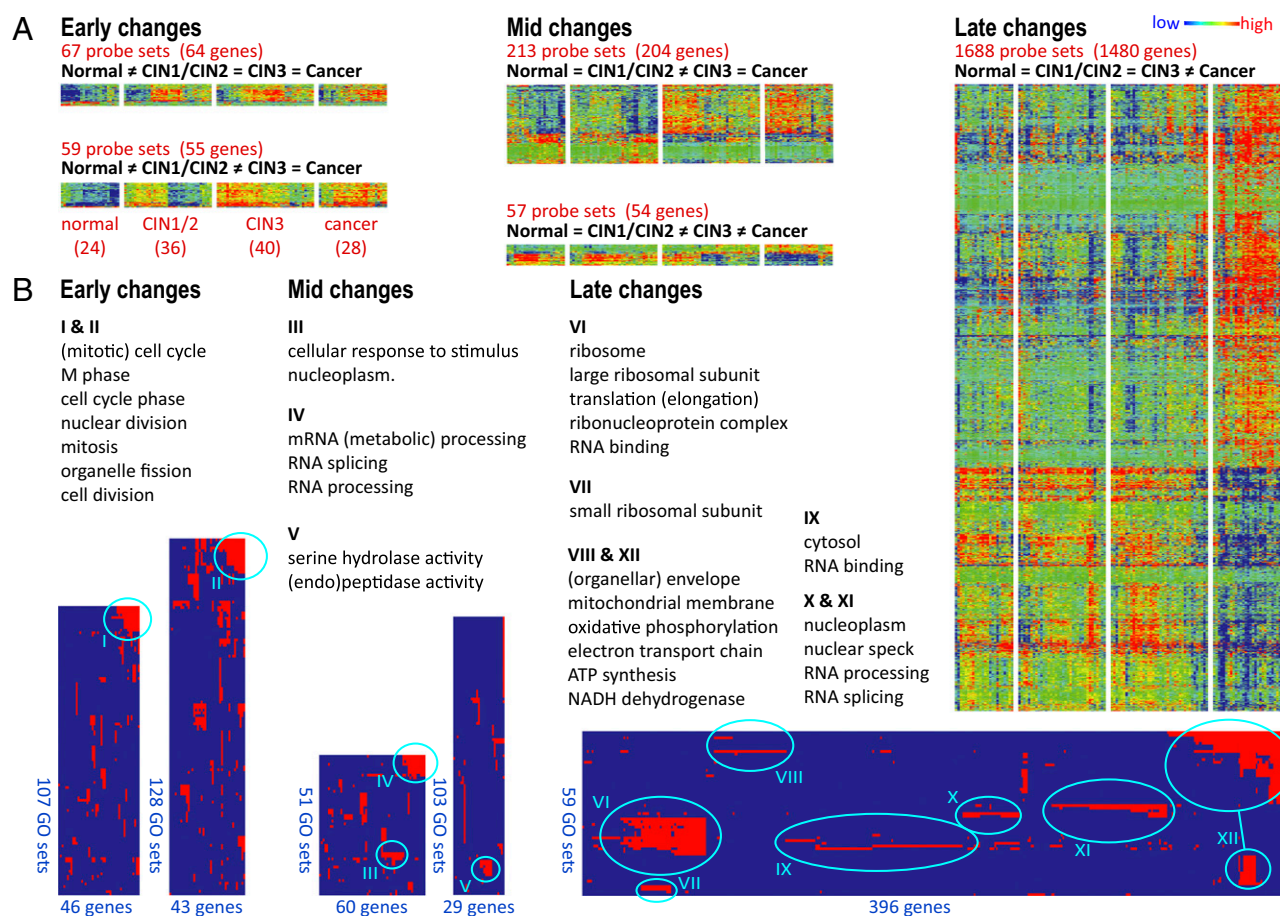 A
Early changes
67 probe sets (64 genes)
Normal ≠ CIN1/CIN2 = CIN3 = Cancer
59 probe sets (55 genes)
Normal ≠ CIN1/CIN2 ≠ CIN3 = Cancer
normal CIN1/2 CIN3 cancer
(24) (36) (40) (28)
Mid changes
213 probe sets (204 genes)
Normal = CIN1/CIN2 ≠ CIN3 = Cancer
57 probe sets (54 genes)
Normal = CIN1/CIN2 ≠ CIN3 ≠ Cancer
Late changes
low high
1688 probe sets (1480 genes)
Normal = CIN1/CIN2 = CIN3 ≠ Cancer
B
Early changes
I & II
(mitotic) cell cycle
M phase
cell cycle phase
nuclear division
mitosis
organelle fission
cell division
Mid changes
III
cellular response to stimulus
nucleoplasm.
IV
mRNA (metabolic) processing
RNA splicing
RNA processing
V
serine hydrolase activity
(endo)peptidase activity
Late changes
VI
ribosome
large ribosomal subunit
translation (elongation)
ribonucleoprotein complex
RNA binding
VII
small ribosomal subunit
VIII & XII
(organellar) envelope
mitochondrial membrane
oxidative phosphorylation
electron transport chain
ATP synthesis
NADH dehydrogenase
IX
cytosol
RNA binding
X & XI
nucleoplasm
nuclear speck
RNA processing
RNA splicing
I
107 GO sets
46 genes
II
128 GO sets
43 genes
IV
III
51 GO sets
60 genes
V
103 GO sets
29 genes
VIII
VI
X
XI
XII
IX
VII
59 GO sets
396 genes